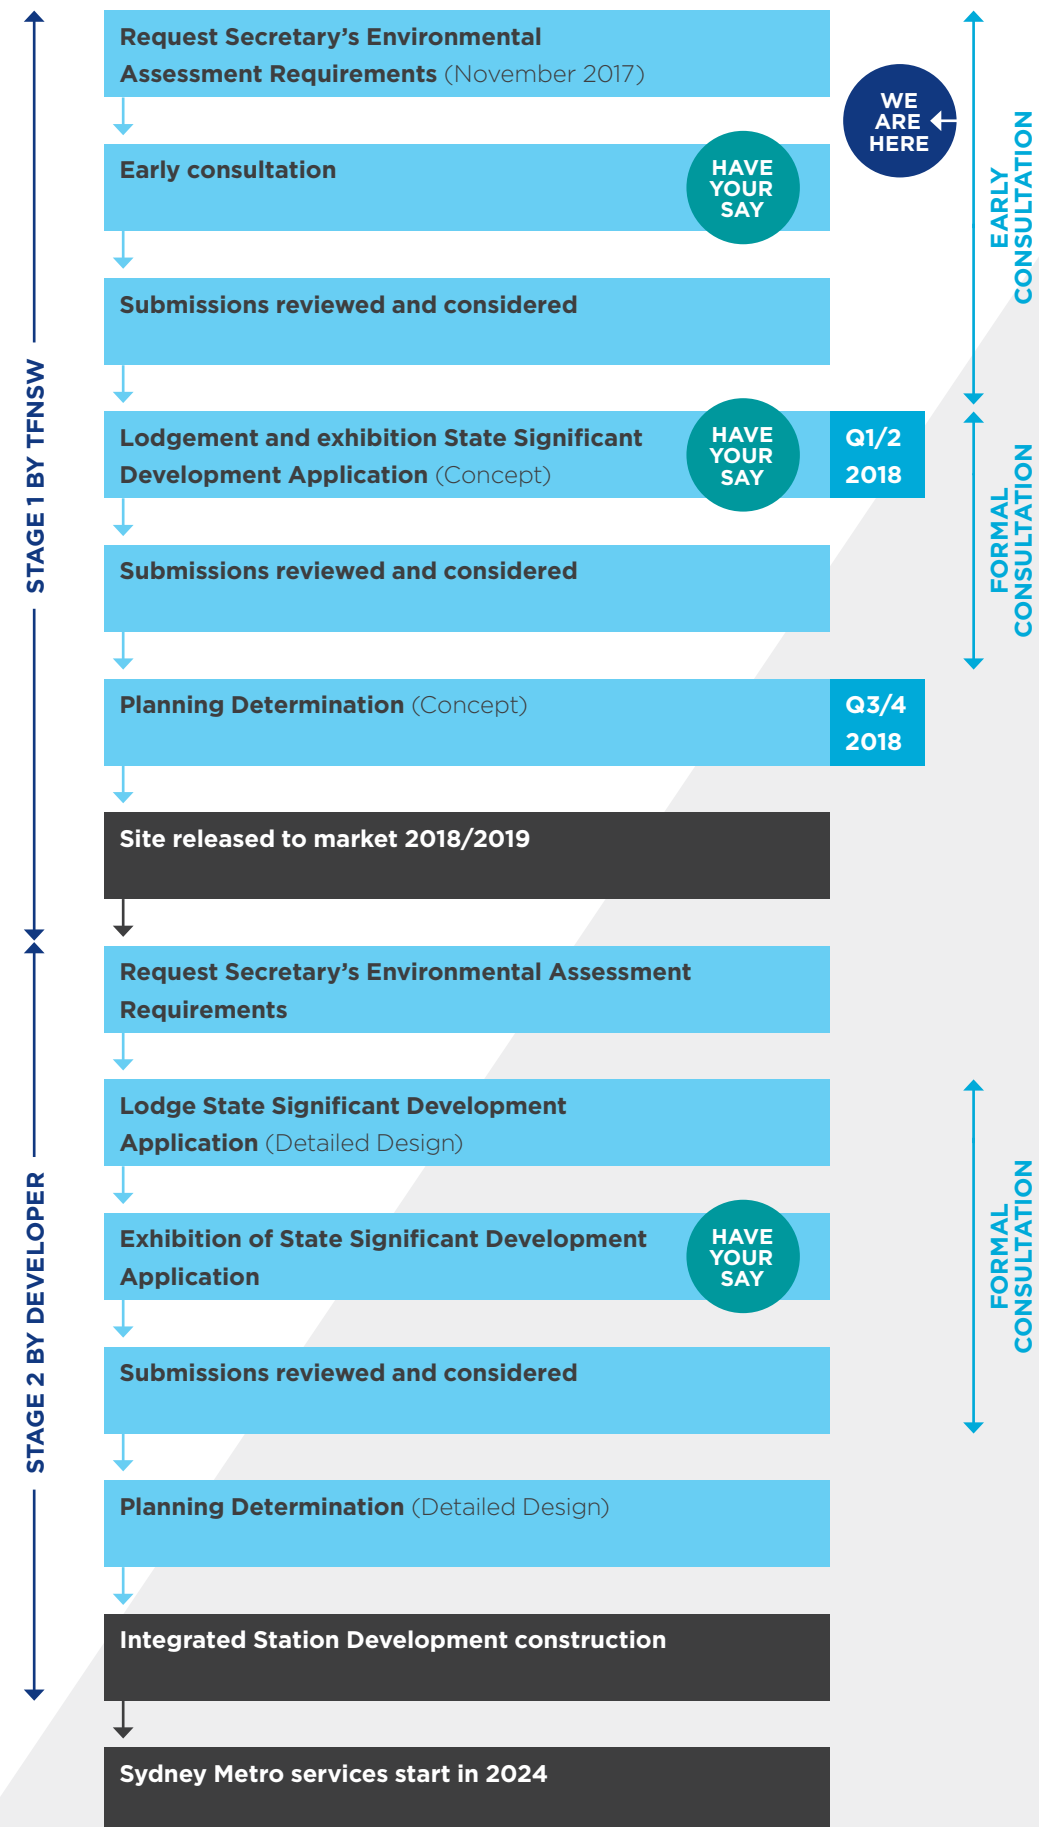 Request Secretary’s Environmental
Assessment Requirements (November 2017)
WE
ARE
HERE
Early consultation
HAVE
YOUR
SAY
EARLY
CONSULTATION
Submissions reviewed and considered
STAGE 1 BY TFNSW
Lodgement and exhibition State Significant
Development Application (Concept)
HAVE
YOUR
SAY
Q1/2
2018
FORMAL
CONSULTATION
Submissions reviewed and considered
Planning Determination (Concept)
Q3/4
2018
Site released to market 2018/2019
STAGE 2 BY DEVELOPER
Request Secretary’s Environmental Assessment
Requirements
Lodge State Significant Development
Application (Detailed Design)
Exhibition of State Significant Development
Application
HAVE
YOUR
SAY
FORMAL
CONSULTATION
Submissions reviewed and considered
Planning Determination (Detailed Design)
Integrated Station Development construction
Sydney Metro services start in 2024